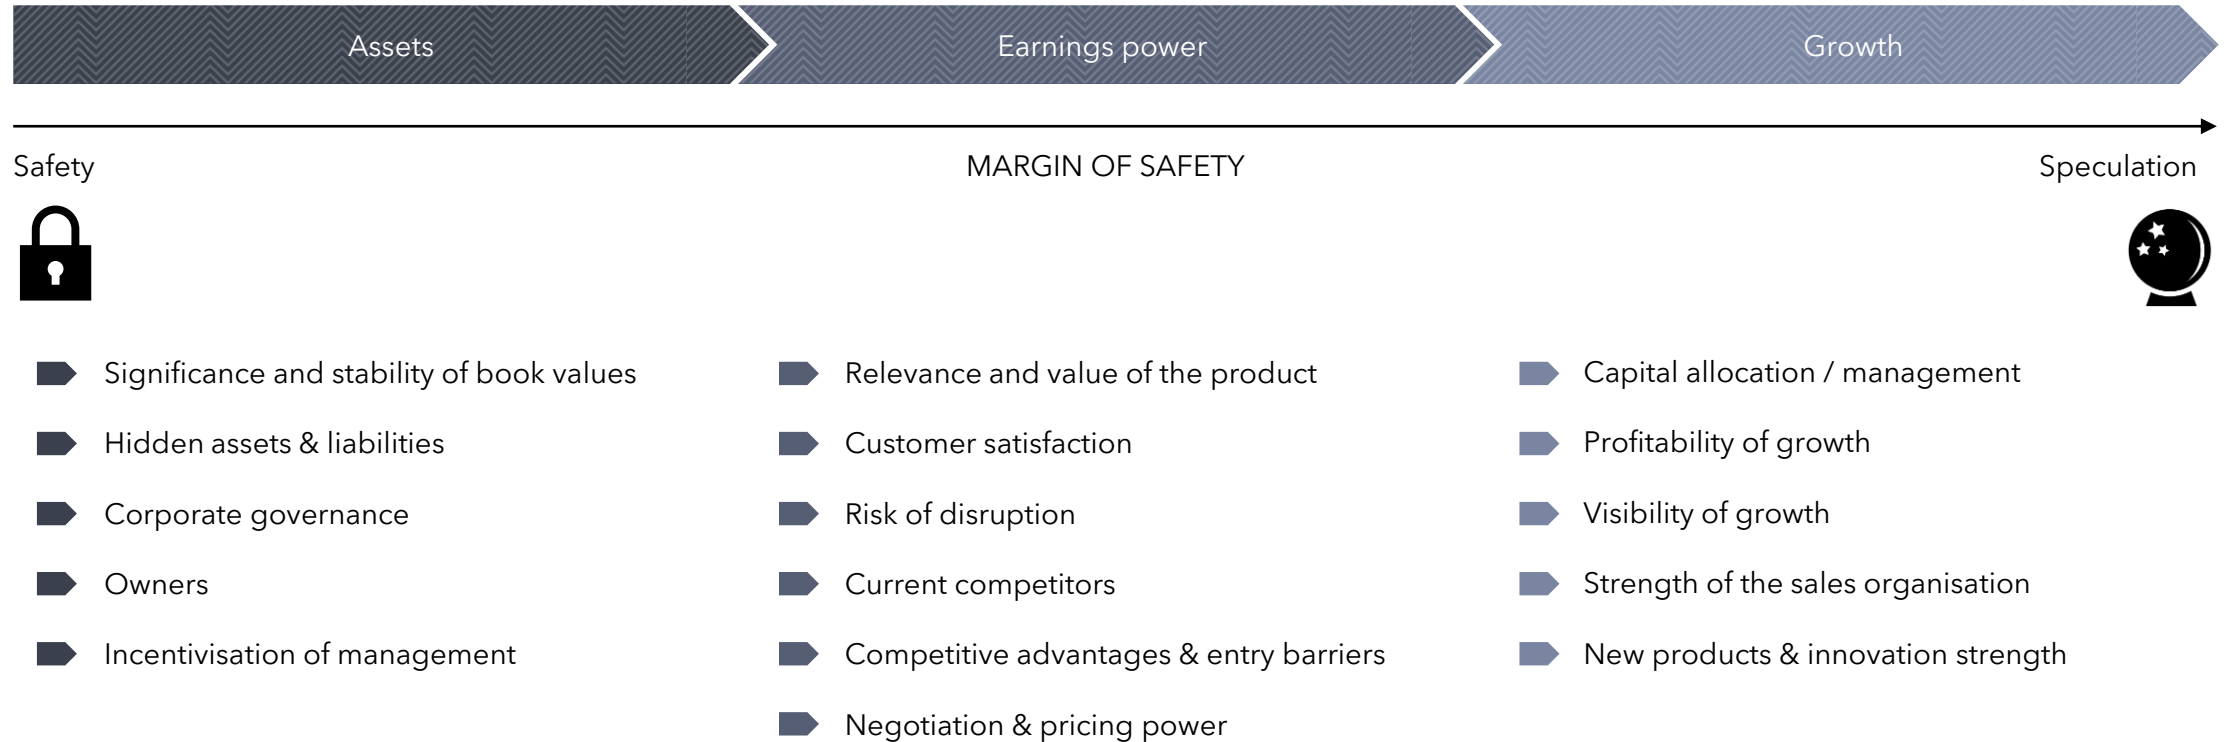 Assets
Earnings power
Growth
Safety
MARGIN OF SAFETY
Speculation
Significance and stability of book values
Hidden assets & liabilities
Corporate governance
Owners
Incentivisation of management
Relevance and value of the product
Customer satisfaction
Risk of disruption
Current competitors
Competitive advantages & entry barriers
Negotiation & pricing power
Capital allocation / management
Profitability of growth
Visibility of growth
Strength of the sales organisation
New products & innovation strength